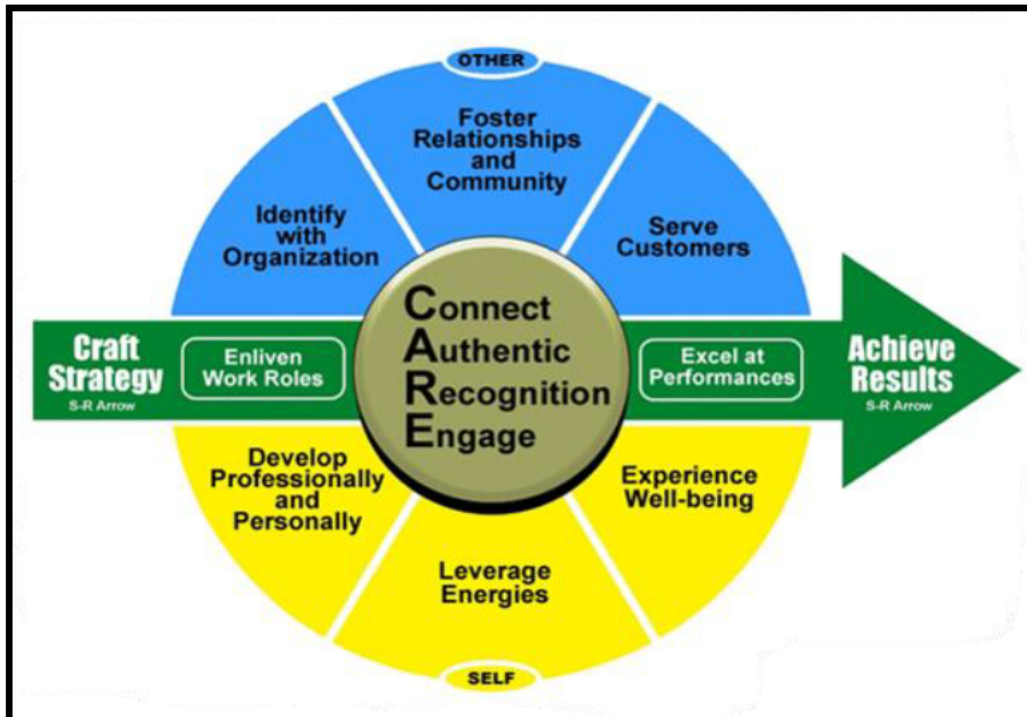 OTHER
Foster
Relationships
and
Community
Identify
with
Organization
Serve
Customers
Craft
Strategy
S-R Arrow
Enliven
Work Roles
Connect
Authentic
Recognition
Engage
Excel at
Performances
Achieve
Results
S-R Arrow
Develop
Professionally
and
Personally
Leverage
Energies
Experience
Well-being
SELF